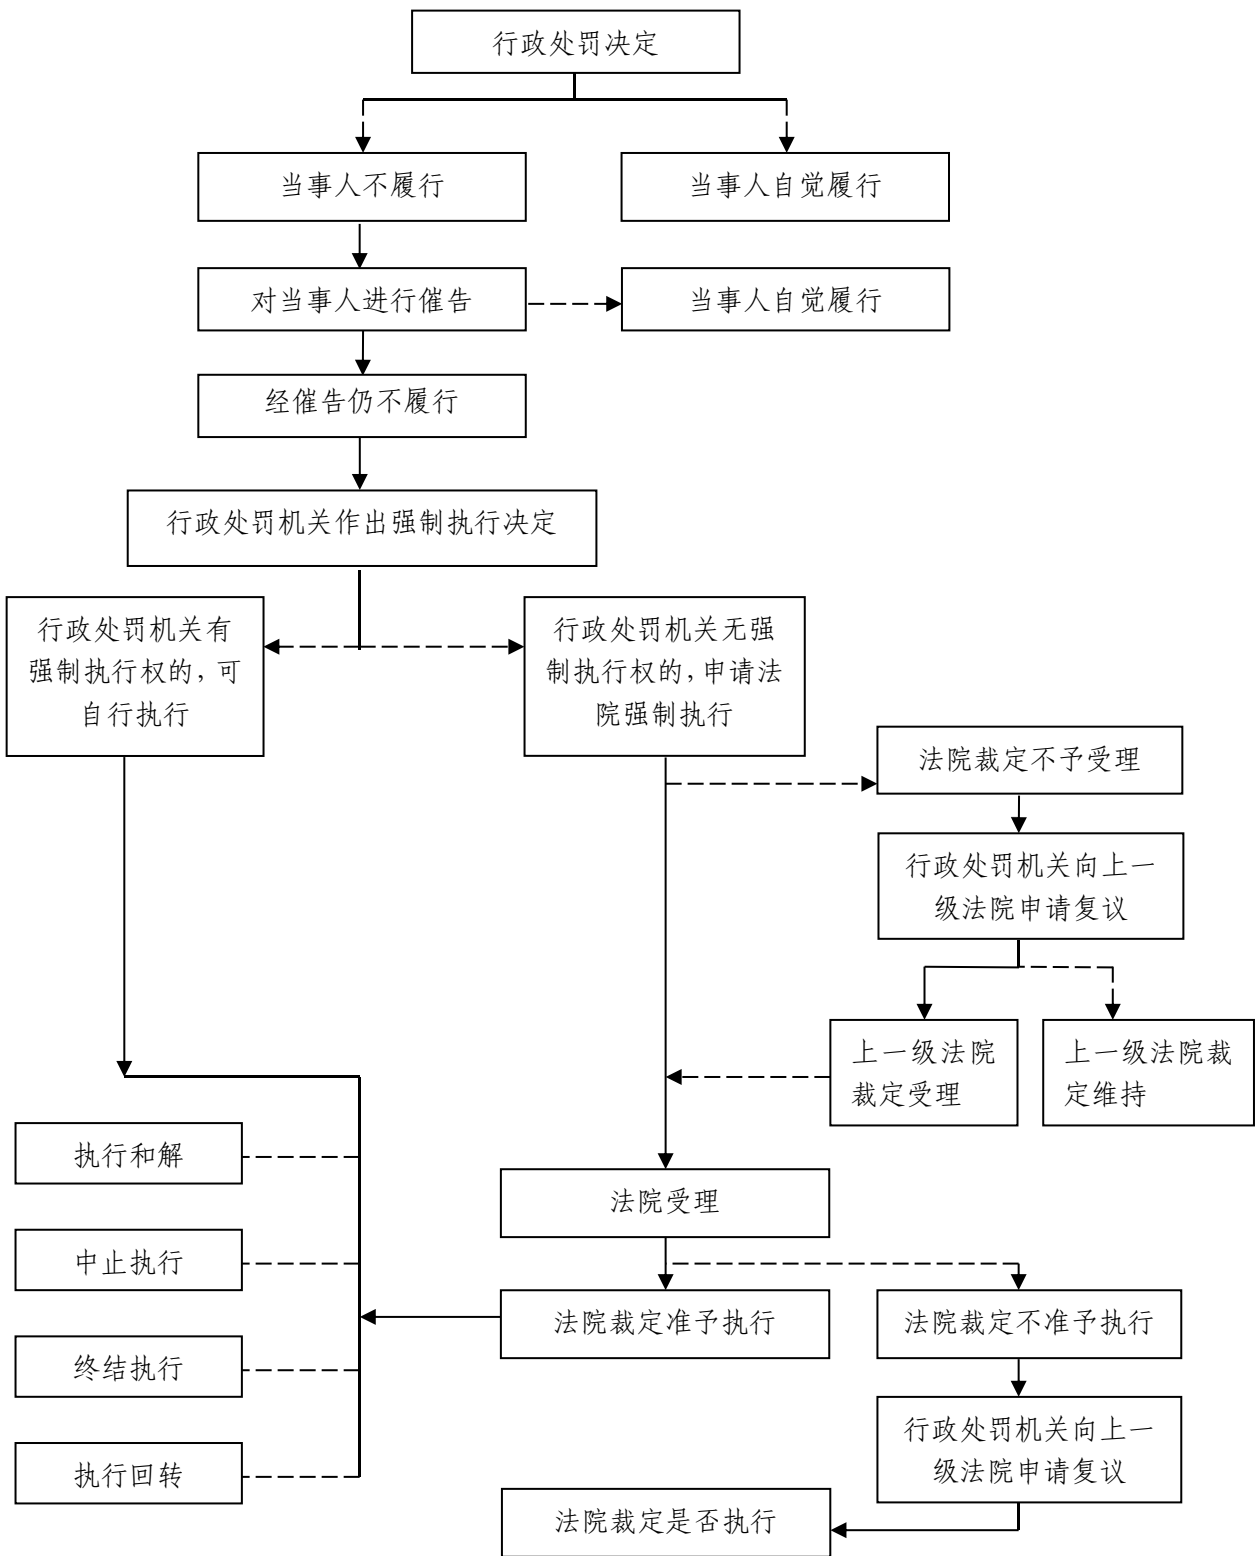 行政处罚决定
当事人不履行
当事人自觉履行
对当事人进行催告
当事人自觉履行
经催告仍不履行
行政处罚机关作出强制执行决定
行政处罚机关有
强制执行权的,可
自行执行
行政处罚机关无强
制执行权的,申请法
院强制执行
法院裁定不予受理
行政处罚机关向上一
级法院申请复议
上一级法院
裁定受理
上一级法院裁
定维持
执行和解
法院受理
中止执行
法院裁定准予执行
法院裁定不准予执行
终结执行
行政处罚机关向上一
级法院申请复议
执行回转
法院裁定是否执行